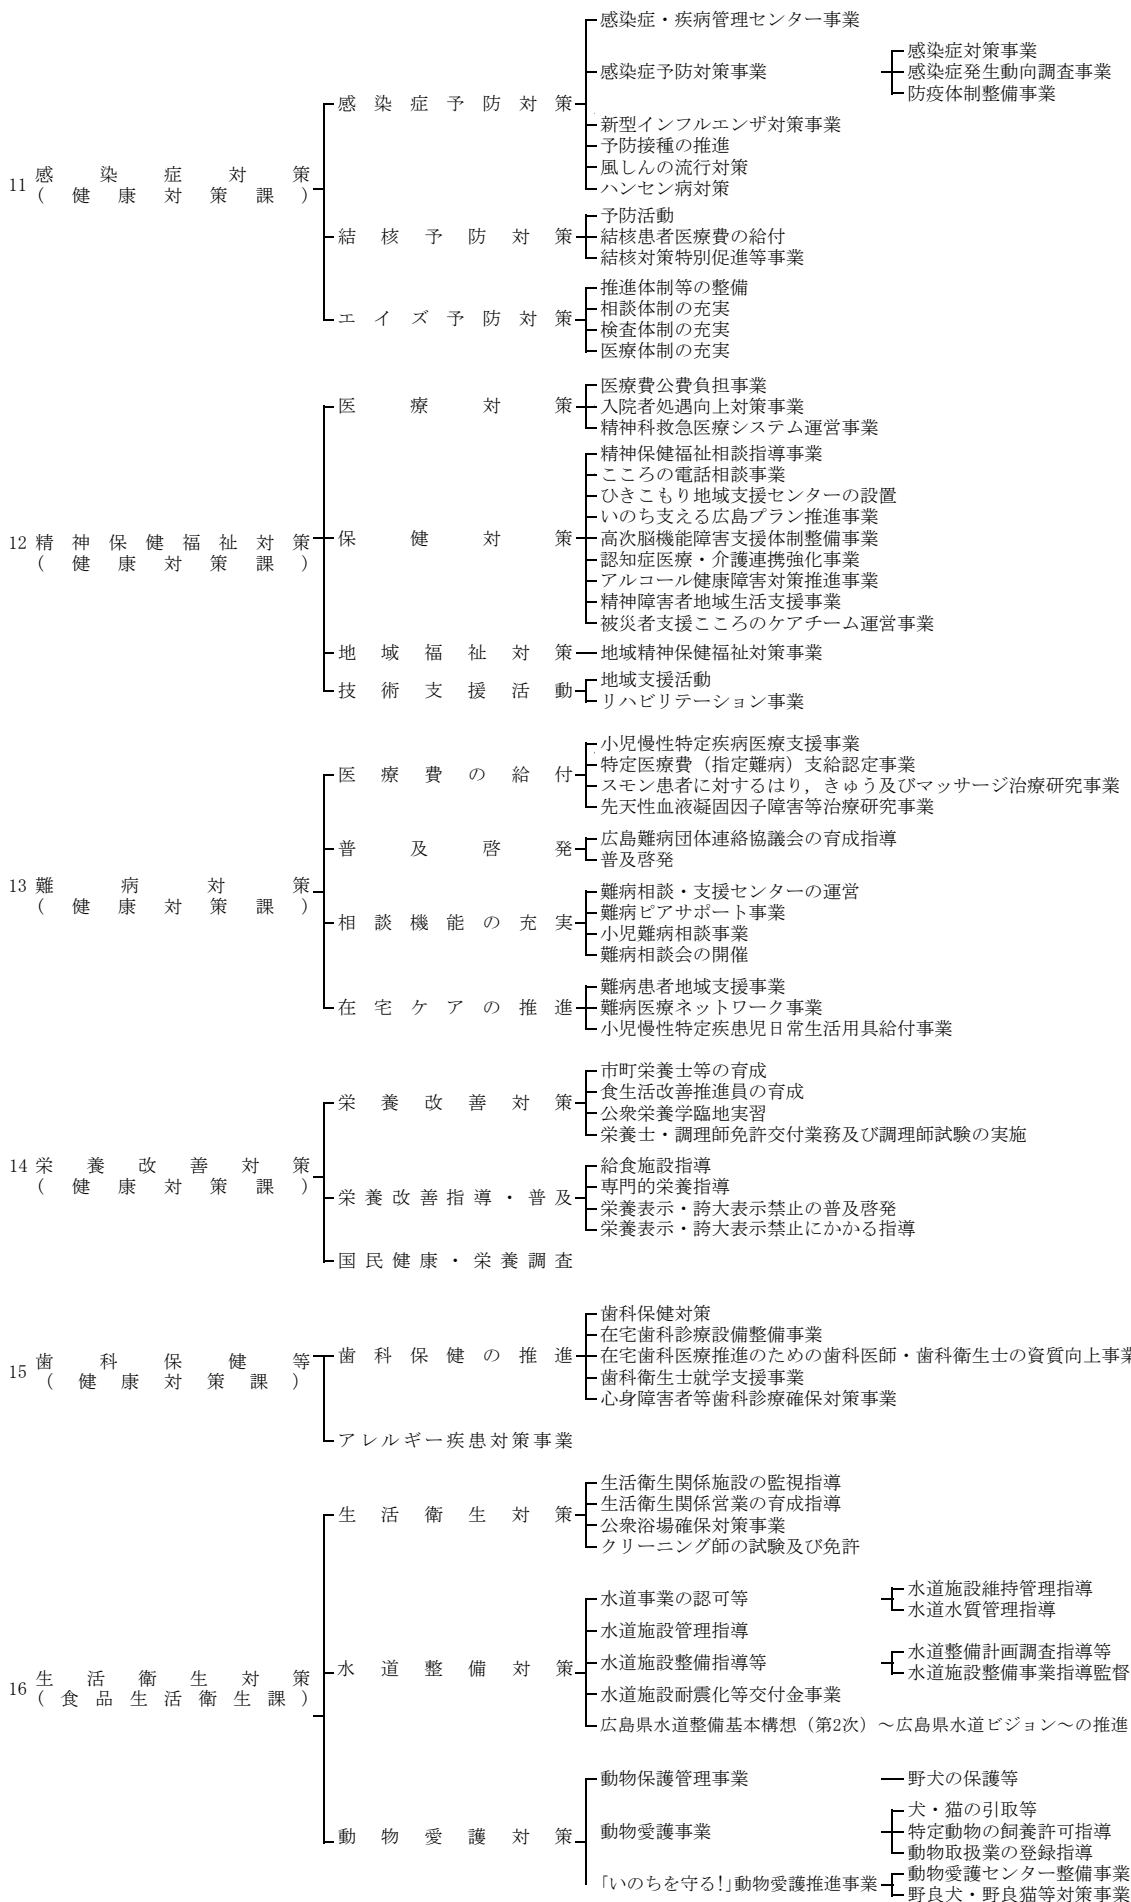 11 感染症対策
(健康対策課)
感染症予防対策
感染症・疾病管理センター事業
感染症予防対策事業
感染症対策事業
感染症発生動向調査事業
防疫体制整備事業
新型インフルエンザ対策事業
予防接種の推進
風しんの流行対策
ハンセン病対策
結核予防対策
予防活動
結核患者医療費の給付
結核対策特別促進等事業
エイズ予防対策
推進体制等の整備
相談体制の充実
検査体制の充実
医療体制の充実
12 精神保健福祉対策
(健康対策課)
医療対策
医療費公費負担事業
入院者処遇向上対策事業
精神科救急医療システム運営事業
保健対策
精神保健福祉相談指導事業
こころの電話相談事業
ひきこもり地域支援センターの設置
いのち支える広島プラン推進事業
高次脳機能障害支援体制整備事業
認知症医療・介護連携強化事業
アルコール健康障害対策推進事業
精神障害者地域生活支援事業
被災者支援こころのケアチーム運営事業
地域福祉対策
地域精神保健福祉対策事業
技術支援活動
地域支援活動
リハビリテーション事業
13 難病対策
(健康対策課)
医療費の給付
小児慢性特定疾病医療支援事業
特定医療費（指定難病）支給認定事業
スモン患者に対するはり，きゅう及びマッサージ治療研究事業
先天性血液凝固因子障害等治療研究事業
普及啓発
広島難病団体連絡協議会の育成指導
普及啓発
相談機能の充実
難病相談・支援センターの運営
難病ピアサポート事業
小児難病相談事業
難病相談会の開催
在宅ケアの推進
難病患者地域支援事業
難病医療ネットワーク事業
小児慢性特定疾患児日常生活用具給付事業
14 栄養改善対策
(健康対策課)
栄養改善対策
市町栄養士等の育成
食生活改善推進員の育成
公衆栄養学臨地実習
栄養士・調理師免許交付業務及び調理師試験の実施
栄養改善指導・普及
給食施設指導
専門的栄養指導
栄養表示・誇大表示禁止の普及啓発
栄養表示・誇大表示禁止にかかる指導
国民健康・栄養調査
15 歯科保健等
(健康対策課)
歯科保健の推進
歯科保健対策
在宅歯科診療設備整備事業
在宅歯科医療推進のための歯科医師・歯科衛生士の資質向上事業
歯科衛生士就学支援事業
心身障害者等歯科診療確保対策事業
アレルギー疾患対策事業
16 生活衛生対策
(食品生活衛生課)
生活衛生対策
生活衛生関係施設の監視指導
生活衛生関係営業の育成指導
公衆浴場確保対策事業
クリーニング師の試験及び免許
水道整備対策
水道事業の認可等
水道施設維持管理指導
水道水質管理指導
水道施設管理指導
水道施設整備指導等
水道整備計画調査指導等
水道施設整備事業指導監督
水道施設耐震化等交付金事業
広島県水道整備基本構想（第2次）～広島県水道ビジョン～の推進
動物愛護対策
動物保護管理事業
野犬の保護等
動物愛護事業
犬・猫の引取等
特定動物の飼養許可指導
動物取扱業の登録指導
「いのちを守る!」動物愛護推進事業
動物愛護センター整備事業
野良犬・野良猫等対策事業